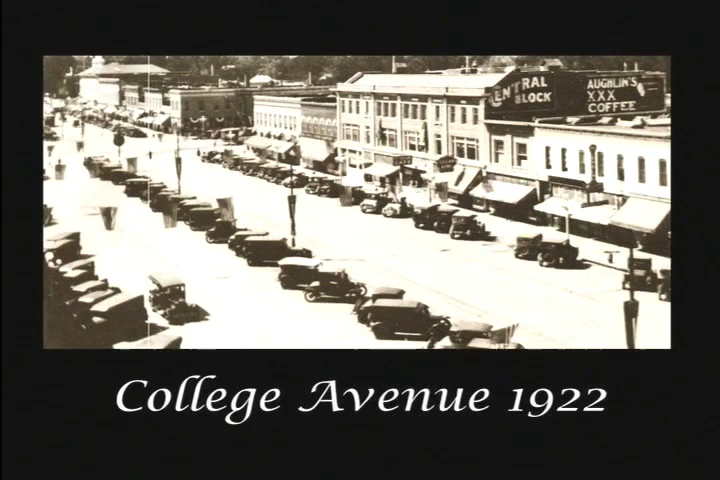 CENTRAL
BLOCK
AUGHLIN'S
XXX
COFFEE
College Avenue 1922